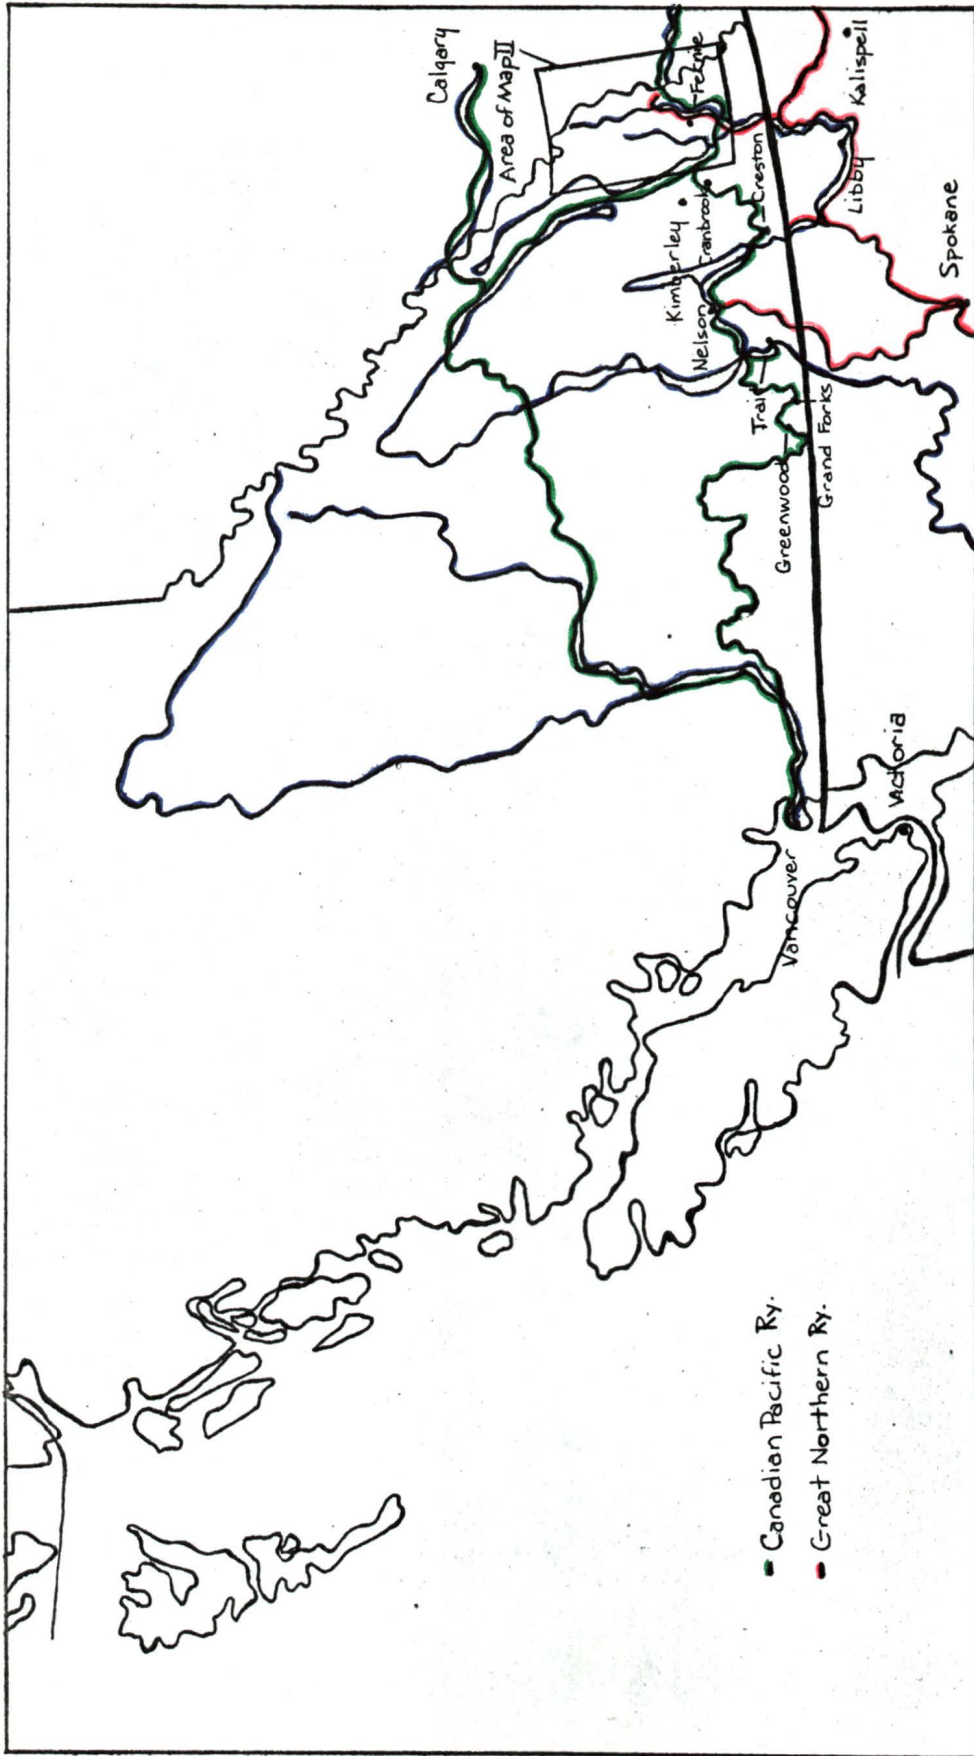 Calgary
Area of Map II
Fernie
Kimberley
Cranbrook
Creston
Nelson
Trail
Greenwood
Grand Forks
Kalispell
Libby
Spokane
Vancouver
Victoria
Canadian Pacific Ry.
Great Northern Ry.